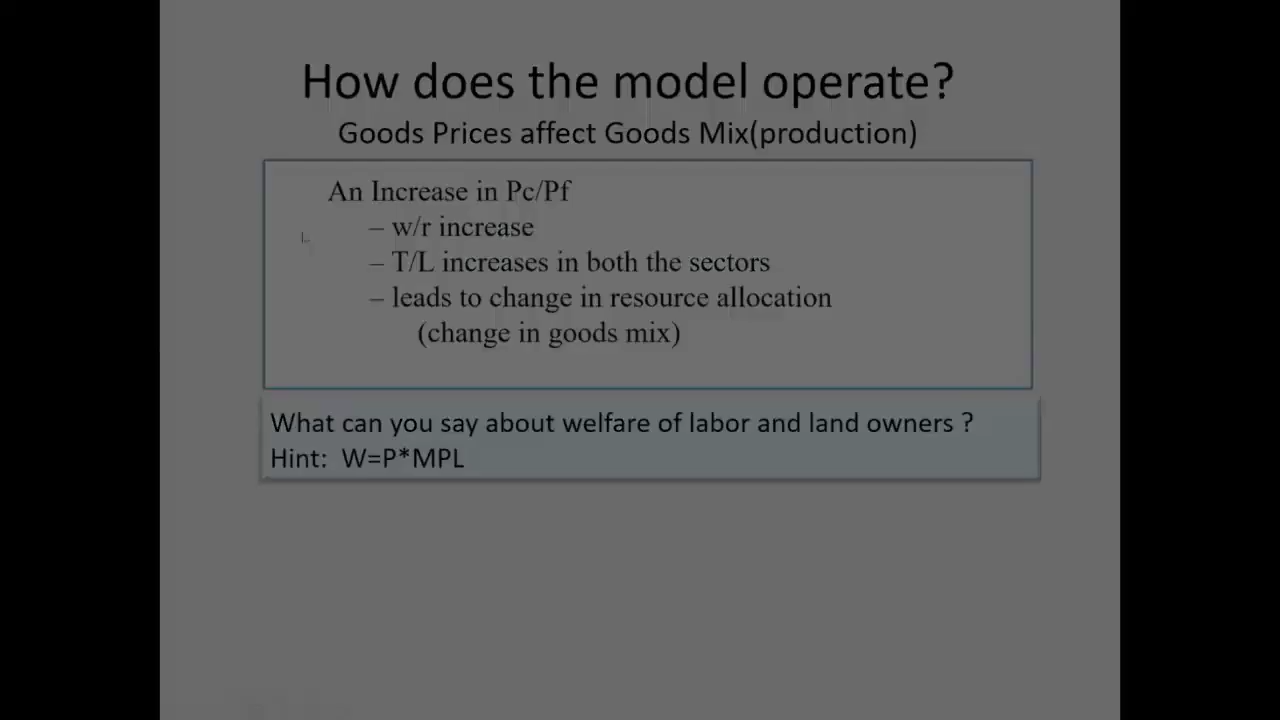 How does the model operate?
Goods Prices affect Goods Mix(production)
An Increase in Pc/Pf
– w/r increase
– T/L increases in both the sectors
– leads to change in resource allocation
(change in goods mix)
What can you say about welfare of labor and land owners ?
Hint: W=P*MPL